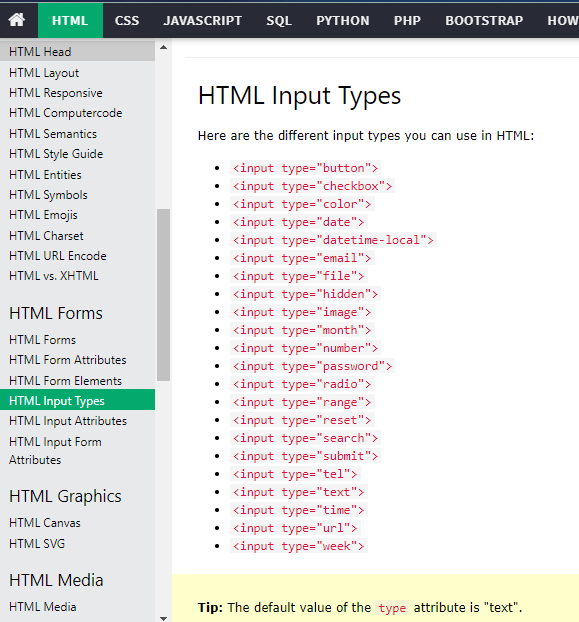 HTML CSS JAVASCRIPT SQL PYTHON PHP BOOTSTRAP HOW
HTML Head
HTML Layout
HTML Responsive
HTML Computercode
HTML Semantics
HTML Style Guide
HTML Entities
HTML Symbols
HTML Emojis
HTML Charset
HTML URL Encode
HTML vs. XHTML
HTML Forms
HTML Forms
HTML Form Attributes
HTML Form Elements
HTML Input Types
HTML Input Attributes
HTML Input Form
Attributes
HTML Graphics
HTML Canvas
HTML SVG
HTML Media
HTML Media
HTML Input Types
Here are the different input types you can use in HTML:
<input type="button">
<input type="checkbox">
<input type="color">
<input type="date">
<input type="datetime-local">
<input type="email">
<input type="file">
<input type="hidden">
<input type="image">
<input type="month">
<input type="number">
<input type="password">
<input type="radio">
<input type="range">
<input type="reset">
<input type="search">
<input type="submit">
<input type="tel">
<input type="text">
<input type="time">
<input type="url">
<input type="week">
Tip: The default value of the type attribute is "text".